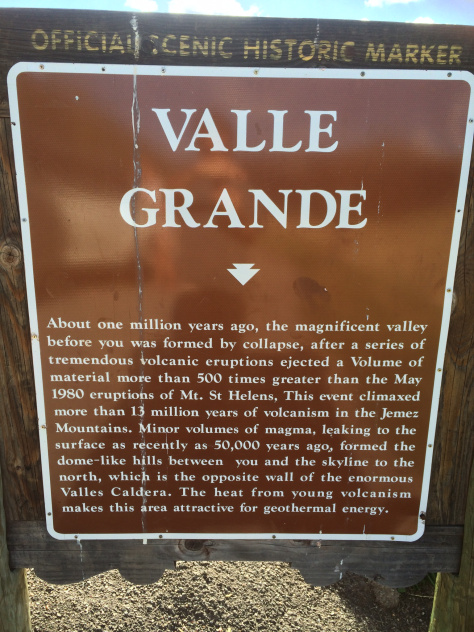 OFFICIAL SCENIC HISTORIC MARKER
VALLE
GRANDE
About one million years ago, the magnificent valley
before you was formed by collapse, after a series of
tremendous volcanic eruptions ejected a Volume of
material more than 500 times greater than the May
1980 eruptions of Mt. St Helens, This event climaxed
more than 13 million years of volcanism in the Jemez
Mountains. Minor volumes of magma, leaking to the
surface as recently as 50,000 years ago, formed the
dome-like hills between you and the skyline to the
north, which is the opposite wall of the enormous
Valles Caldera. The heat from young volcanism
makes this area attractive for geothermal energy.